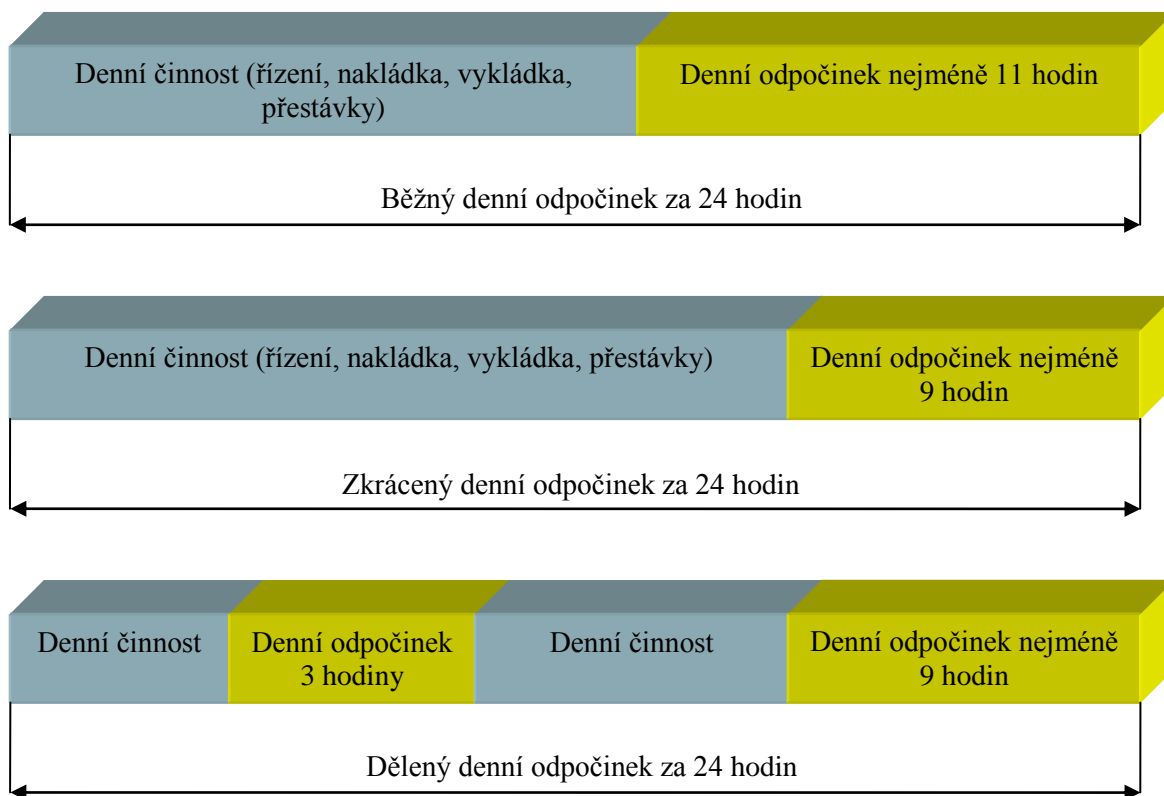 Denní činnost (řízení, nakládka, vykládka,
přestávky)
Denní odpočinek nejméně 11 hodin
Běžný denní odpočinek za 24 hodin
Denní činnost (řízení, nakládka, vykládka, přestávky)
Denní odpočinek nejméně
9 hodin
Zkrácený denní odpočinek za 24 hodin
Denní činnost
Denní odpočinek
3 hodiny
Denní činnost
Denní odpočinek nejméně
9 hodin
Dělený denní odpočinek za 24 hodin